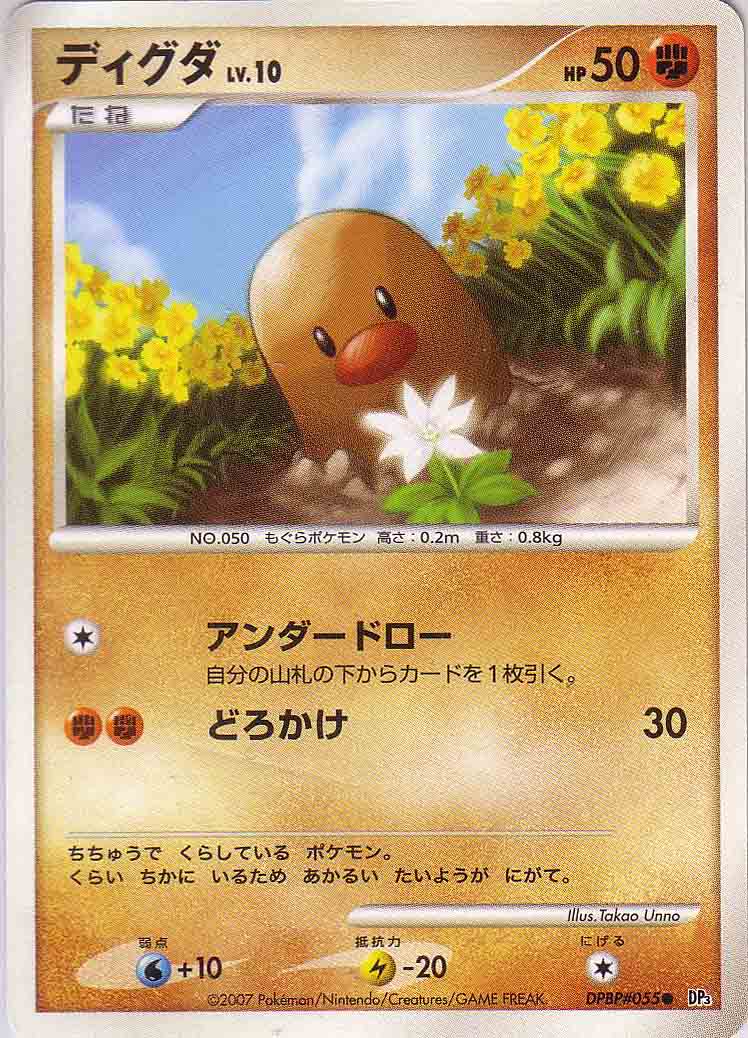 ディグダ LV.10 HP 50
たね
NO.050 もぐらポケモン 高さ:0.2m 重さ:0.8kg
アンダードロー
自分の山札の下からカードを1枚引く。
どろかけ 30
ちちゅうで くらしている ポケモン。
くらい ちかに いるため あかるい たいようが にがて。
Illus.Takao Unno
弱点 抵抗力 にげる
+10 -20
©2007 Pokémon/Nintendo/Creatures/GAME FREAK. DPBP#055 DP3